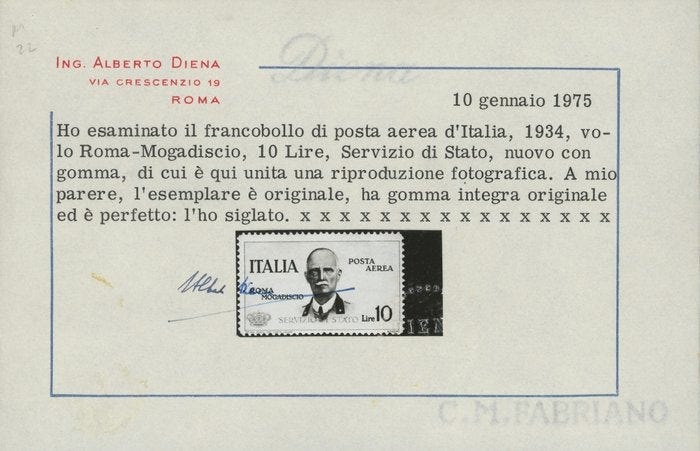 22
Diena
ING. ALBERTO DIENA
VIA CRESCENZIO 19
ROMA
10 gennaio 1975
Ho esaminato il francobollo di posta aerea d'Italia, 1934, vo-
lo Roma-Mogadiscio, 10 Lire, Servizio di Stato, nuovo con
gomma, di cui è qui unita una riproduzione fotografica. A mio
parere, l'esemplare è originale, ha gomma integra originale
ed è perfetto: l'ho siglato. x x x x x x x x x x x x x x x x
ITALIA
POSTA
AEREA
ROMA
MOGADISCIO
SERVIZIO DI STATO
Lire 10
IEN
C.M.FABRIANO